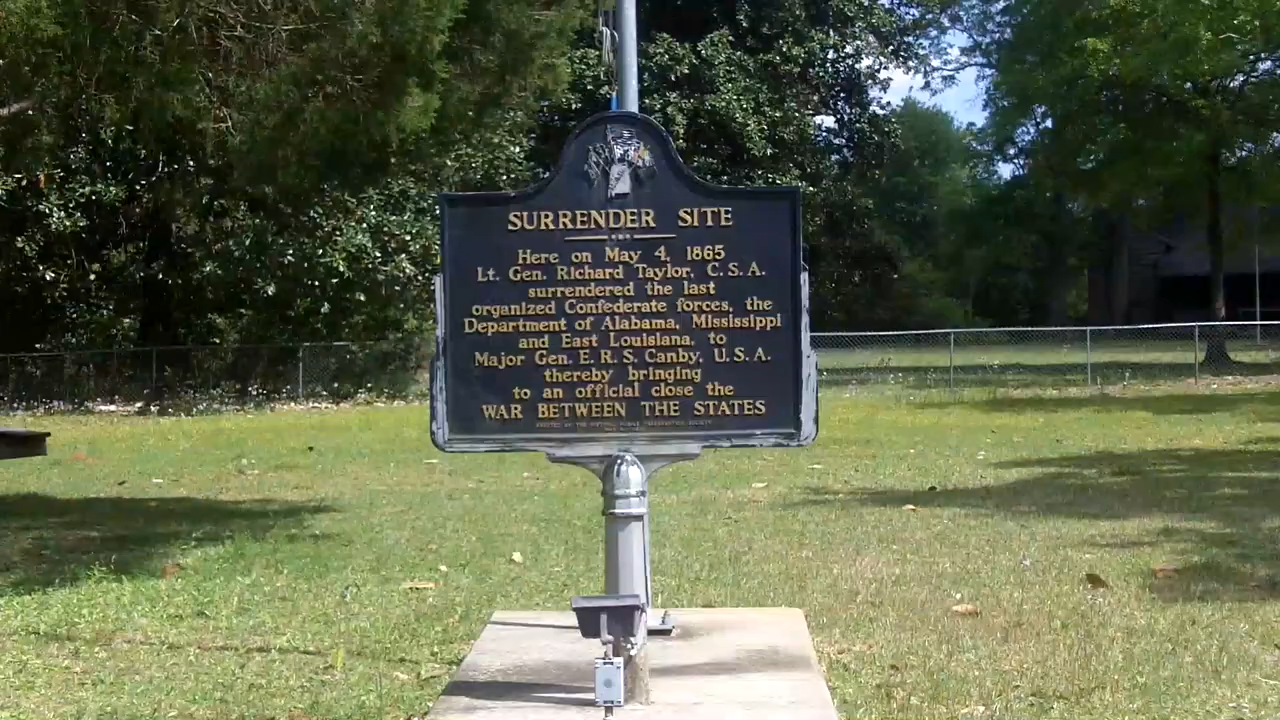 SURRENDER SITE
Here on May 4, 1865
Lt. Gen. Richard Taylor, C.S.A.
surrendered the last
organized Confederate forces, the
Department of Alabama, Mississippi
and East Louisiana, to
Major Gen. E.R.S. Canby, U.S.A.
thereby bringing
to an official close the
WAR BETWEEN THE STATES